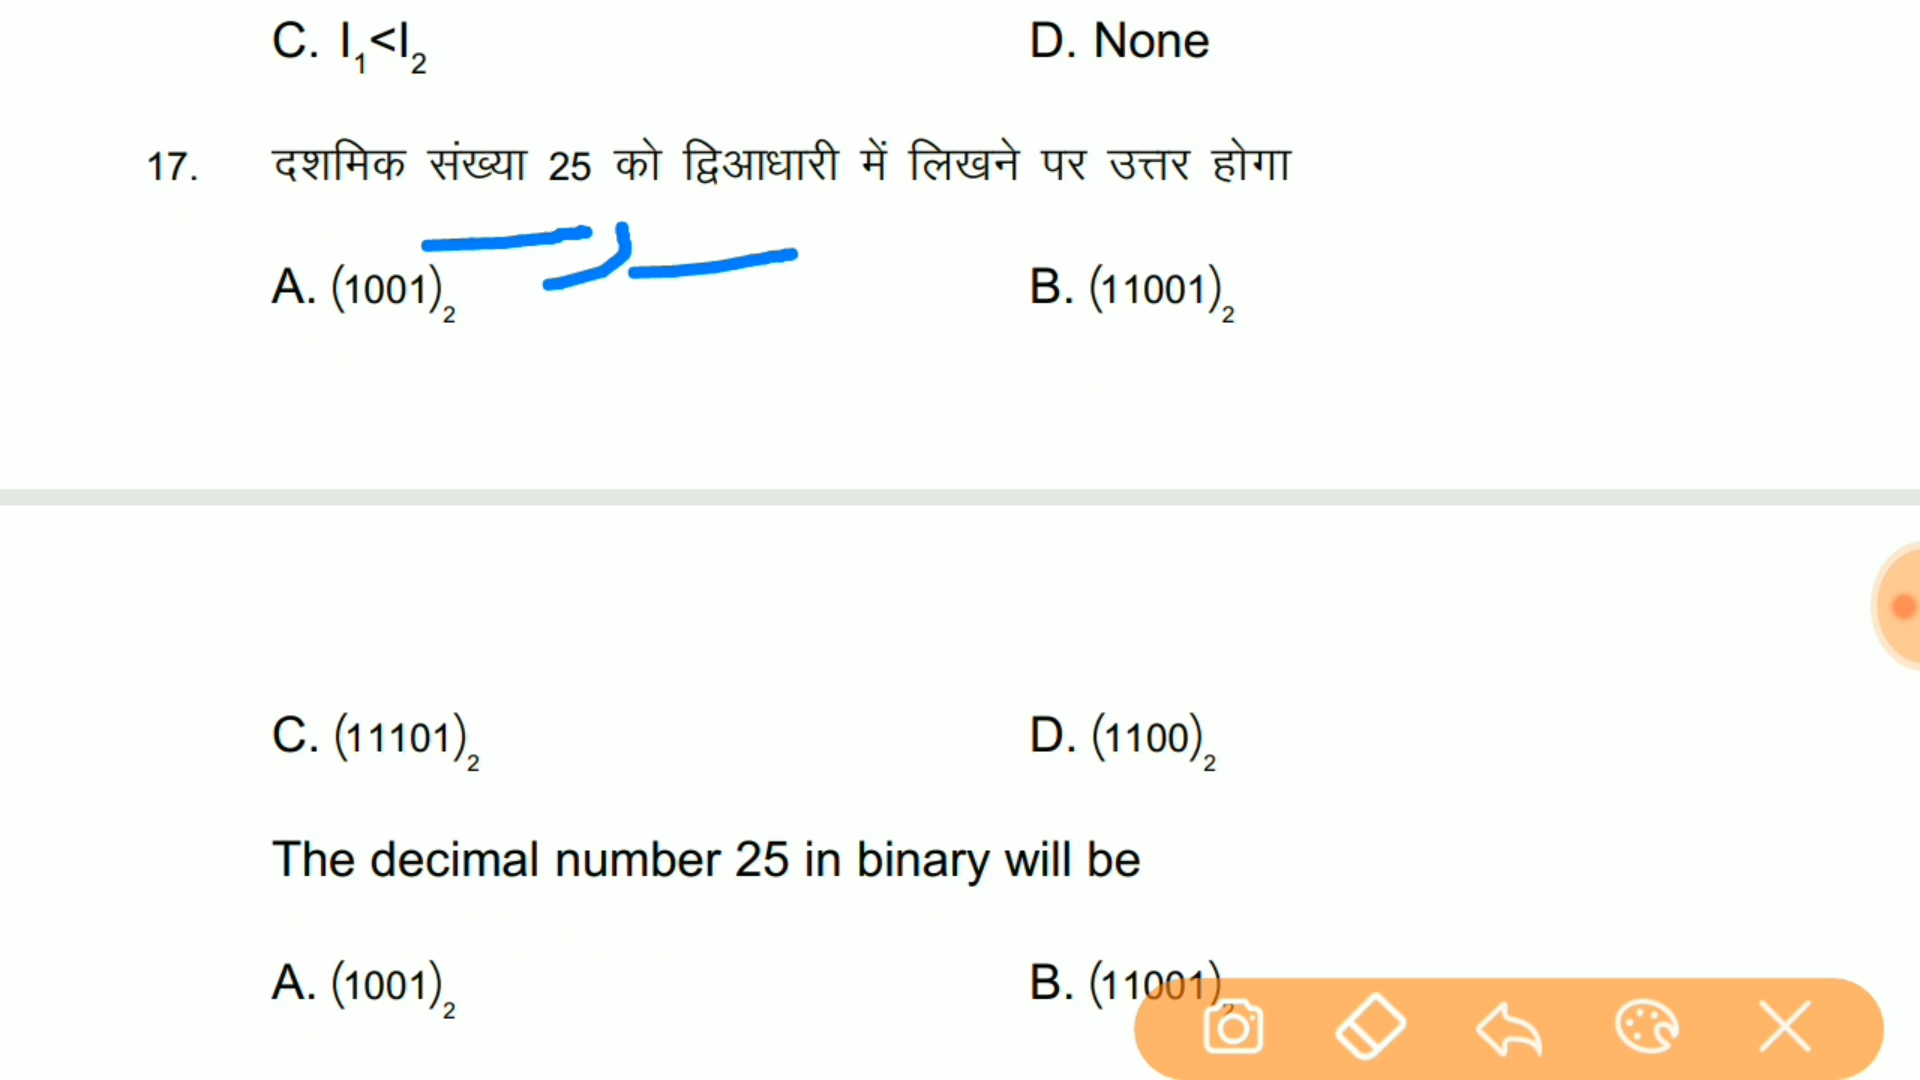 C. I₁<I₂ D. None
17. दशमिक संख्या 25 को द्विआधारी में लिखने पर उत्तर होगा
A. (1001)₂ B. (11001)₂
C. (11101)₂ D. (1100)₂
The decimal number 25 in binary will be
A. (1001)₂ B. (11001)₂